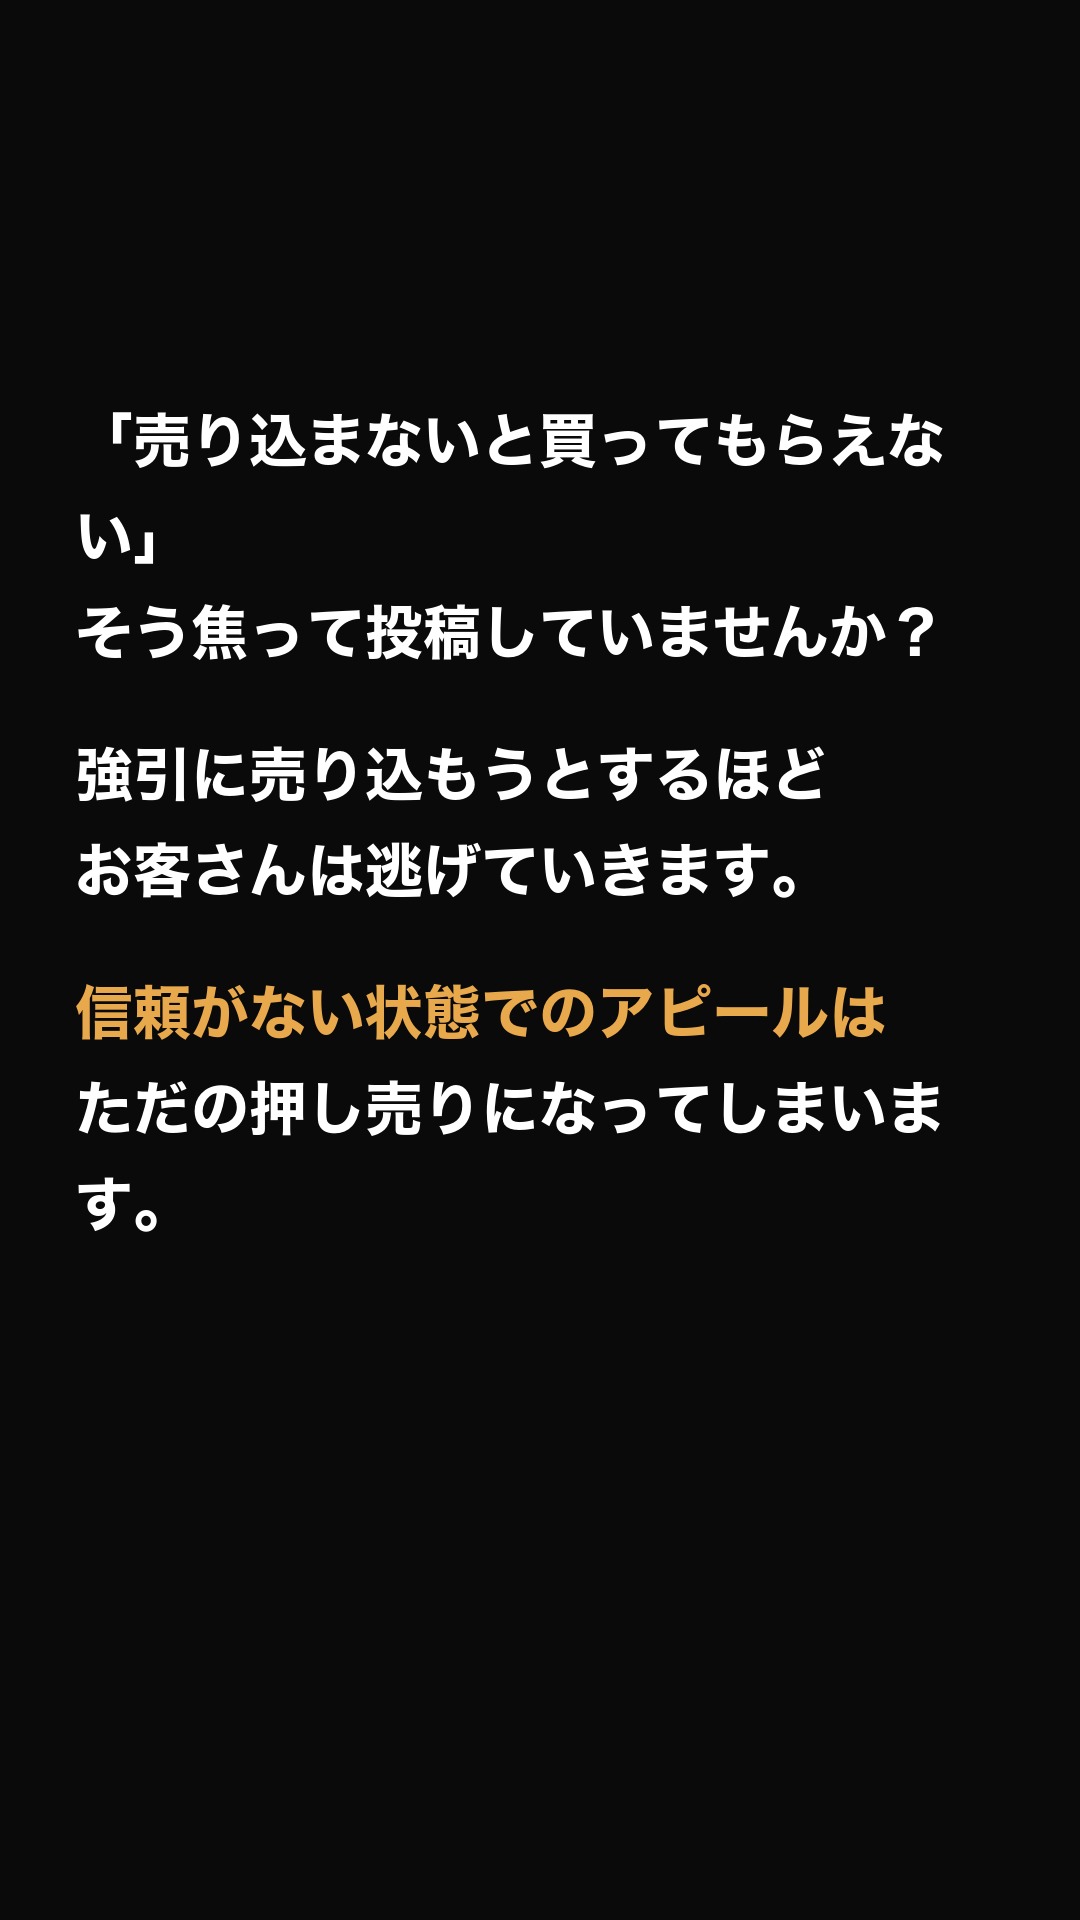 「売り込まないと買ってもらえな
い」
そう焦って投稿していませんか？
強引に売り込もうとするほど
お客さんは逃げていきます。
信頼がない状態でのアピールは
ただの押し売りになってしまいま
す。